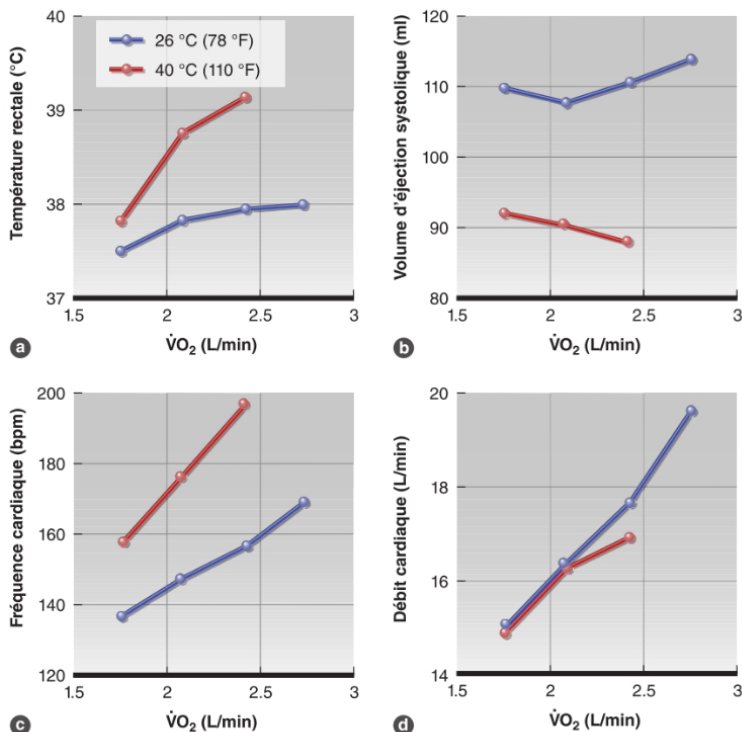 Température rectale (°C)
40
39
38
37
26 °C (78 °F)
40 °C (110 °F)
1.5 2 2.5 3
V̇O₂ (L/min)
a
Volume d’éjection systolique (ml)
120
110
100
90
80
1.5 2 2.5 3
V̇O₂ (L/min)
b
Fréquence cardiaque (bpm)
200
180
160
140
120
1.5 2 2.5 3
V̇O₂ (L/min)
c
Débit cardiaque (L/min)
20
18
16
14
1.5 2 2.5 3
V̇O₂ (L/min)
d